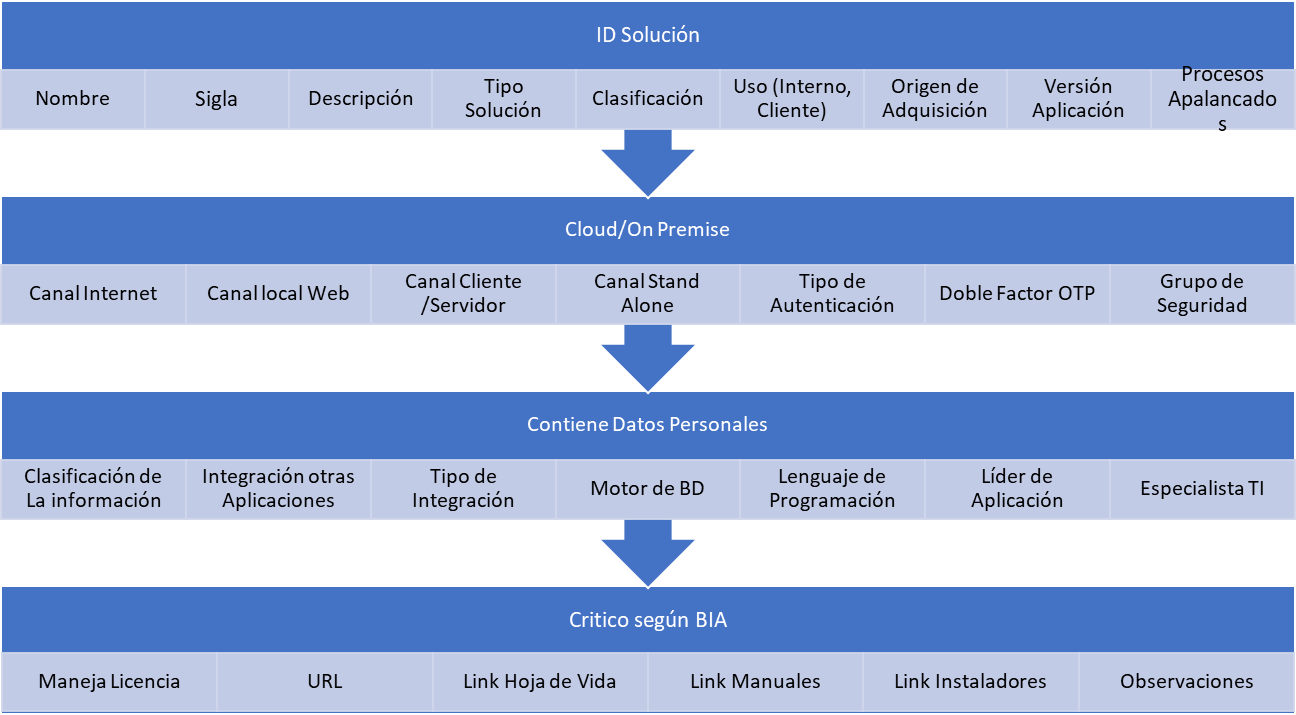 ID Solución
Nombre
Sigla
Descripción
Tipo
Solución
Clasificación
Uso (Interno,
Cliente)
Origen de
Adquisición
Versión
Aplicación
Procesos
Apalancado
s
Cloud/On Premise
Canal Internet
Canal local Web
Canal Cliente
/Servidor
Canal Stand
Alone
Tipo de
Autenticación
Doble Factor OTP
Grupo de
Seguridad
Contiene Datos Personales
Clasificación de
La información
Integración otras
Aplicaciones
Tipo de
Integración
Motor de BD
Lenguaje de
Programación
Líder de
Aplicación
Especialista TI
Critico según BIA
Maneja Licencia
URL
Link Hoja de Vida
Link Manuales
Link Instaladores
Observaciones